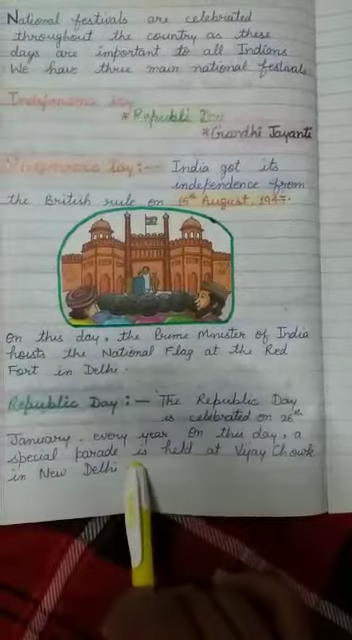 National festivals are celebrated
throughout the country as these
days are important to all Indians.
We have three main national festivals.
Independence Day
*Republic Day
*Grandhi Jayanti
Independence Day:— India got its
independence from
the British rule on 15th August, 1947.
On this day, the Prime Minister of India
hoists the National Flag at the Red
Fort in Delhi.
Republic Day:— The Republic Day
is celebrated on 26th
January. every year On this day, a
special parade is held at Vijay Chowk
in New Delhi